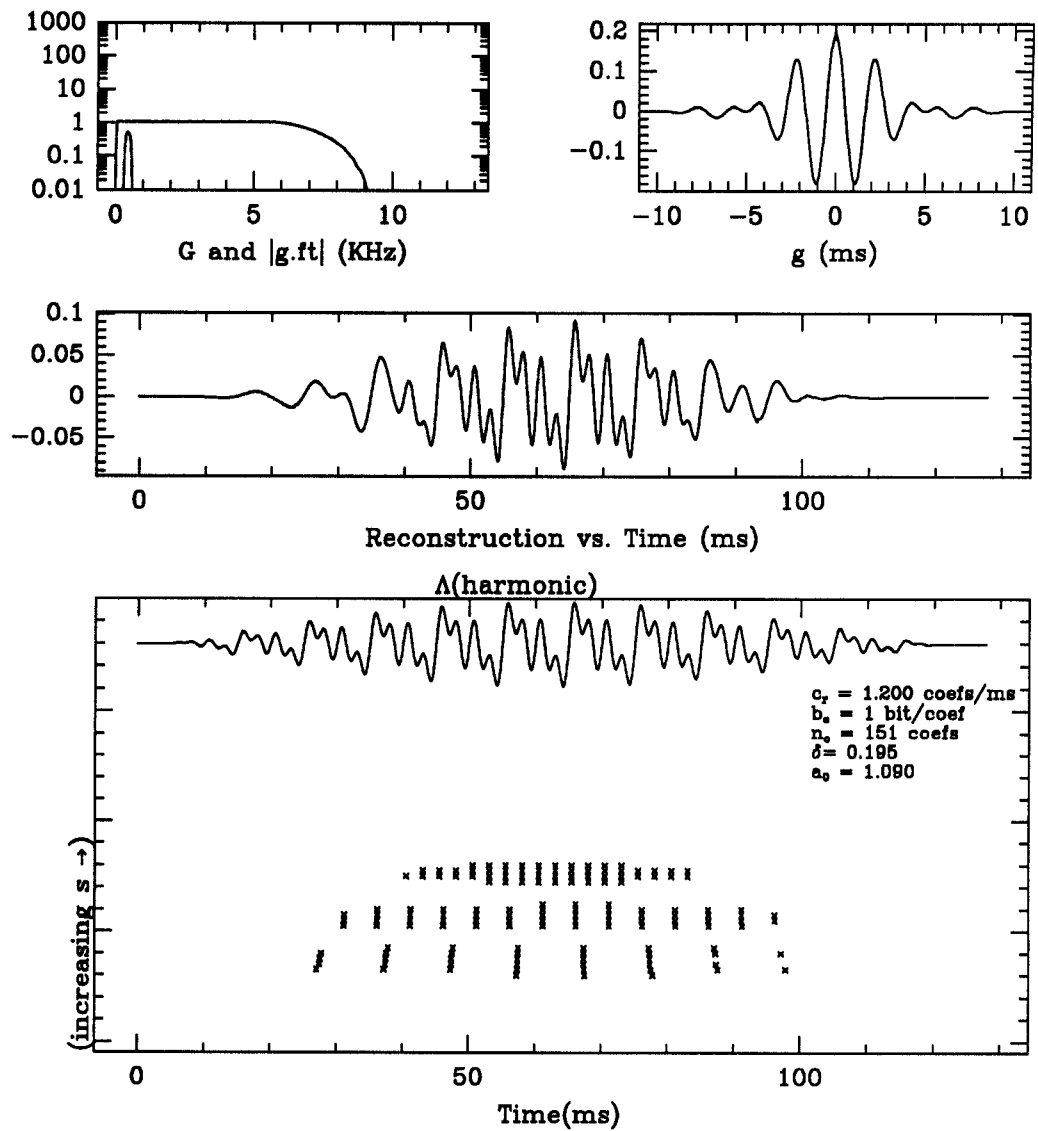 1000
100
10
1
0.1
0.01
0 5 10
G and |g.ft| (KHz)
0.2
0.1
0
−0.1
−10 −5 0 5 10
g (ms)
0.1
0.05
0
−0.05
0 50 100
Reconstruction vs. Time (ms)
Λ(harmonic)
c_r = 1.200 coefs/ms
b_s = 1 bit/coef
n_c = 151 coefs
δ= 0.195
a_0 = 1.090
(increasing s →)
0 50 100
Time(ms)